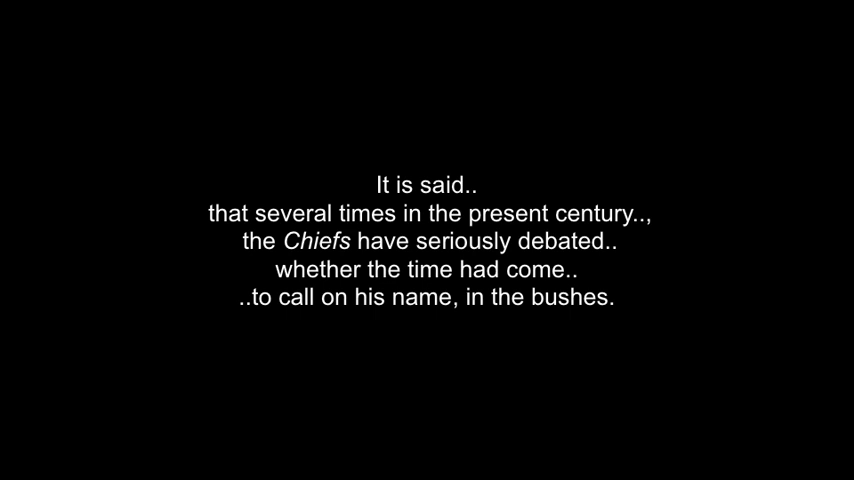 It is said..
that several times in the present century..,
the Chiefs have seriously debated..
whether the time had come..
..to call on his name, in the bushes.